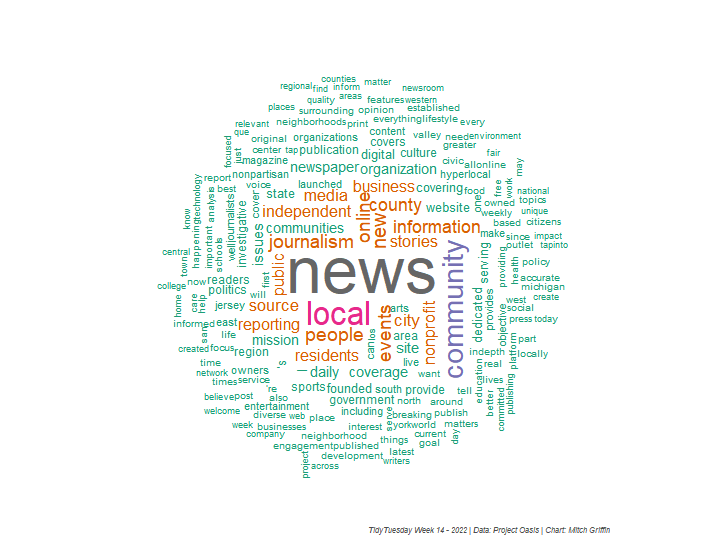 counties
regional find inform matter
newsroom
quality areas features western
places surrounding opinion established
relevant neighborhoods print everything lifestyle every
que original organizations content valley need environment
focused just center tap publication covers greater fair
magazine digital culture civic allonline may
newspaper organization hyperlocal
report nonpartisan
technology best voice launched business covering food free work national
analysis journalists cover state media county website one owned topics
know independent online new weekly unique
happening important well investigative communities information based citizens
schools issues journalism stories make since impact
outlet tapinto
central town public news community serving providing health policy
college now readers first accurate
politics will michigan
home care help jersey source local arts dedicated provides objective west create
social
informed safe east reporting people events city nonprofit press today
life mission can los area site platform part
created focus region residents 's live indepth locally
time real
network owners — daily coverage want education lives
times service 're sports founded south provide tell better committed publishing
believe post also government north around
welcome entertainment including serve breaking publish
diverse web place york world matters
week businesses interest current day
company neighborhood things goal
engagement published latest
project development writers
across
TidyTuesday Week 14 - 2022 | Data: Project Oasis | Chart: Mitch Griffin